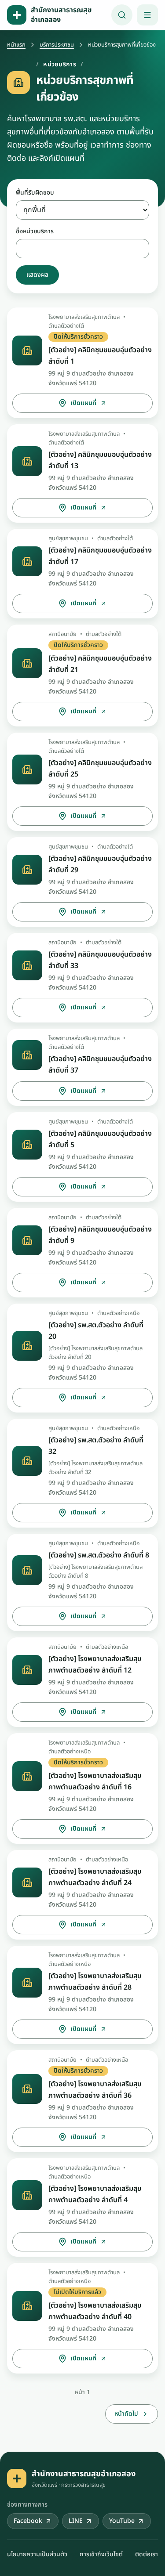 สำนักงานสาธารณสุข
อำเภอสอง
หน้าแรก > บริการประชาชน > หน่วยบริการสุขภาพที่เกี่ยวข้อง
/ หน่วยบริการ /
หน่วยบริการสุขภาพที่
เกี่ยวข้อง
ค้นหาโรงพยาบาล รพ.สต. และหน่วยบริการ
สุขภาพที่เกี่ยวข้องกับอำเภอสอง ตามพื้นที่รับ
ผิดชอบหรือชื่อ พร้อมที่อยู่ เวลาทำการ ช่องทาง
ติดต่อ และลิงก์เปิดแผนที่
พื้นที่รับผิดชอบ
ทุกพื้นที่
ชื่อหน่วยบริการ
แสดงผล
โรงพยาบาลส่งเสริมสุขภาพตำบล •
ตำบลตัวอย่างใต้
ปิดให้บริการชั่วคราว
[ตัวอย่าง] คลินิกชุมชนอบอุ่นตัวอย่าง
ลำดับที่ 1
99 หมู่ 9 ตำบลตัวอย่าง อำเภอสอง
จังหวัดแพร่ 54120
เปิดแผนที่ ↗
โรงพยาบาลส่งเสริมสุขภาพตำบล •
ตำบลตัวอย่างใต้
[ตัวอย่าง] คลินิกชุมชนอบอุ่นตัวอย่าง
ลำดับที่ 13
99 หมู่ 9 ตำบลตัวอย่าง อำเภอสอง
จังหวัดแพร่ 54120
เปิดแผนที่ ↗
ศูนย์สุขภาพชุมชน • ตำบลตัวอย่างใต้
[ตัวอย่าง] คลินิกชุมชนอบอุ่นตัวอย่าง
ลำดับที่ 17
99 หมู่ 9 ตำบลตัวอย่าง อำเภอสอง
จังหวัดแพร่ 54120
เปิดแผนที่ ↗
สถานีอนามัย • ตำบลตัวอย่างใต้
ปิดให้บริการชั่วคราว
[ตัวอย่าง] คลินิกชุมชนอบอุ่นตัวอย่าง
ลำดับที่ 21
99 หมู่ 9 ตำบลตัวอย่าง อำเภอสอง
จังหวัดแพร่ 54120
เปิดแผนที่ ↗
โรงพยาบาลส่งเสริมสุขภาพตำบล •
ตำบลตัวอย่างใต้
[ตัวอย่าง] คลินิกชุมชนอบอุ่นตัวอย่าง
ลำดับที่ 25
99 หมู่ 9 ตำบลตัวอย่าง อำเภอสอง
จังหวัดแพร่ 54120
เปิดแผนที่ ↗
ศูนย์สุขภาพชุมชน • ตำบลตัวอย่างใต้
[ตัวอย่าง] คลินิกชุมชนอบอุ่นตัวอย่าง
ลำดับที่ 29
99 หมู่ 9 ตำบลตัวอย่าง อำเภอสอง
จังหวัดแพร่ 54120
เปิดแผนที่ ↗
สถานีอนามัย • ตำบลตัวอย่างใต้
[ตัวอย่าง] คลินิกชุมชนอบอุ่นตัวอย่าง
ลำดับที่ 33
99 หมู่ 9 ตำบลตัวอย่าง อำเภอสอง
จังหวัดแพร่ 54120
เปิดแผนที่ ↗
โรงพยาบาลส่งเสริมสุขภาพตำบล •
ตำบลตัวอย่างใต้
[ตัวอย่าง] คลินิกชุมชนอบอุ่นตัวอย่าง
ลำดับที่ 37
เปิดแผนที่ ↗
ศูนย์สุขภาพชุมชน • ตำบลตัวอย่างใต้
[ตัวอย่าง] คลินิกชุมชนอบอุ่นตัวอย่าง
ลำดับที่ 5
99 หมู่ 9 ตำบลตัวอย่าง อำเภอสอง
จังหวัดแพร่ 54120
เปิดแผนที่ ↗
สถานีอนามัย • ตำบลตัวอย่างใต้
[ตัวอย่าง] คลินิกชุมชนอบอุ่นตัวอย่าง
ลำดับที่ 9
99 หมู่ 9 ตำบลตัวอย่าง อำเภอสอง
จังหวัดแพร่ 54120
เปิดแผนที่ ↗
ศูนย์สุขภาพชุมชน • ตำบลตัวอย่างเหนือ
[ตัวอย่าง] รพ.สต.ตัวอย่าง ลำดับที่
20
[ตัวอย่าง] โรงพยาบาลส่งเสริมสุขภาพตำบล
ตัวอย่าง ลำดับที่ 20
99 หมู่ 9 ตำบลตัวอย่าง อำเภอสอง
จังหวัดแพร่ 54120
เปิดแผนที่ ↗
ศูนย์สุขภาพชุมชน • ตำบลตัวอย่างเหนือ
[ตัวอย่าง] รพ.สต.ตัวอย่าง ลำดับที่
32
[ตัวอย่าง] โรงพยาบาลส่งเสริมสุขภาพตำบล
ตัวอย่าง ลำดับที่ 32
99 หมู่ 9 ตำบลตัวอย่าง อำเภอสอง
จังหวัดแพร่ 54120
เปิดแผนที่ ↗
ศูนย์สุขภาพชุมชน • ตำบลตัวอย่างเหนือ
[ตัวอย่าง] รพ.สต.ตัวอย่าง ลำดับที่ 8
[ตัวอย่าง] โรงพยาบาลส่งเสริมสุขภาพตำบล
ตัวอย่าง ลำดับที่ 8
99 หมู่ 9 ตำบลตัวอย่าง อำเภอสอง
จังหวัดแพร่ 54120
เปิดแผนที่ ↗
สถานีอนามัย • ตำบลตัวอย่างเหนือ
[ตัวอย่าง] โรงพยาบาลส่งเสริมสุข
ภาพตำบลตัวอย่าง ลำดับที่ 12
99 หมู่ 9 ตำบลตัวอย่าง อำเภอสอง
จังหวัดแพร่ 54120
เปิดแผนที่ ↗
โรงพยาบาลส่งเสริมสุขภาพตำบล •
ตำบลตัวอย่างเหนือ
ปิดให้บริการชั่วคราว
[ตัวอย่าง] โรงพยาบาลส่งเสริมสุข
ภาพตำบลตัวอย่าง ลำดับที่ 16
99 หมู่ 9 ตำบลตัวอย่าง อำเภอสอง
จังหวัดแพร่ 54120
เปิดแผนที่ ↗
สถานีอนามัย • ตำบลตัวอย่างเหนือ
[ตัวอย่าง] โรงพยาบาลส่งเสริมสุข
ภาพตำบลตัวอย่าง ลำดับที่ 24
99 หมู่ 9 ตำบลตัวอย่าง อำเภอสอง
จังหวัดแพร่ 54120
เปิดแผนที่ ↗
โรงพยาบาลส่งเสริมสุขภาพตำบล •
ตำบลตัวอย่างเหนือ
[ตัวอย่าง] โรงพยาบาลส่งเสริมสุข
ภาพตำบลตัวอย่าง ลำดับที่ 28
99 หมู่ 9 ตำบลตัวอย่าง อำเภอสอง
จังหวัดแพร่ 54120
เปิดแผนที่ ↗
สถานีอนามัย • ตำบลตัวอย่างเหนือ
ปิดให้บริการชั่วคราว
[ตัวอย่าง] โรงพยาบาลส่งเสริมสุข
ภาพตำบลตัวอย่าง ลำดับที่ 36
99 หมู่ 9 ตำบลตัวอย่าง อำเภอสอง
จังหวัดแพร่ 54120
เปิดแผนที่ ↗
โรงพยาบาลส่งเสริมสุขภาพตำบล •
ตำบลตัวอย่างเหนือ
[ตัวอย่าง] โรงพยาบาลส่งเสริมสุข
ภาพตำบลตัวอย่าง ลำดับที่ 4
99 หมู่ 9 ตำบลตัวอย่าง อำเภอสอง
จังหวัดแพร่ 54120
เปิดแผนที่ ↗
โรงพยาบาลส่งเสริมสุขภาพตำบล •
ตำบลตัวอย่างเหนือ
ไม่เปิดให้บริการแล้ว
[ตัวอย่าง] โรงพยาบาลส่งเสริมสุข
ภาพตำบลตัวอย่าง ลำดับที่ 40
99 หมู่ 9 ตำบลตัวอย่าง อำเภอสอง
จังหวัดแพร่ 54120
เปิดแผนที่ ↗
หน้า 1
หน้าถัดไป >
สำนักงานสาธารณสุขอำเภอสอง
จังหวัดแพร่ · กระทรวงสาธารณสุข
ช่องทางทางการ
Facebook ↗ LINE ↗ YouTube ↗
นโยบายความเป็นส่วนตัว การเข้าถึงเว็บไซต์ ติดต่อเรา